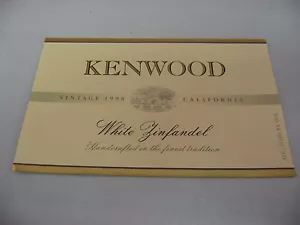 KENWOOD
VINTAGE 1998 CALIFORNIA
White Zinfandel
Handcrafted in the finest tradition